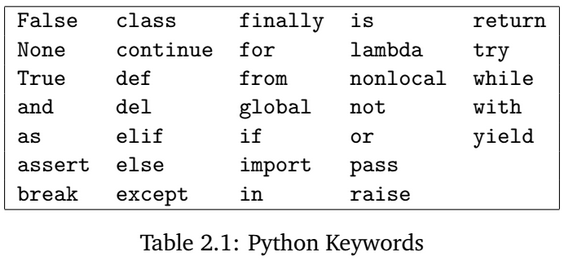 False class finally is return
None continue for lambda try
True def from nonlocal while
and del global not with
as elif if or yield
assert else import pass
break except in raise
Table 2.1: Python Keywords